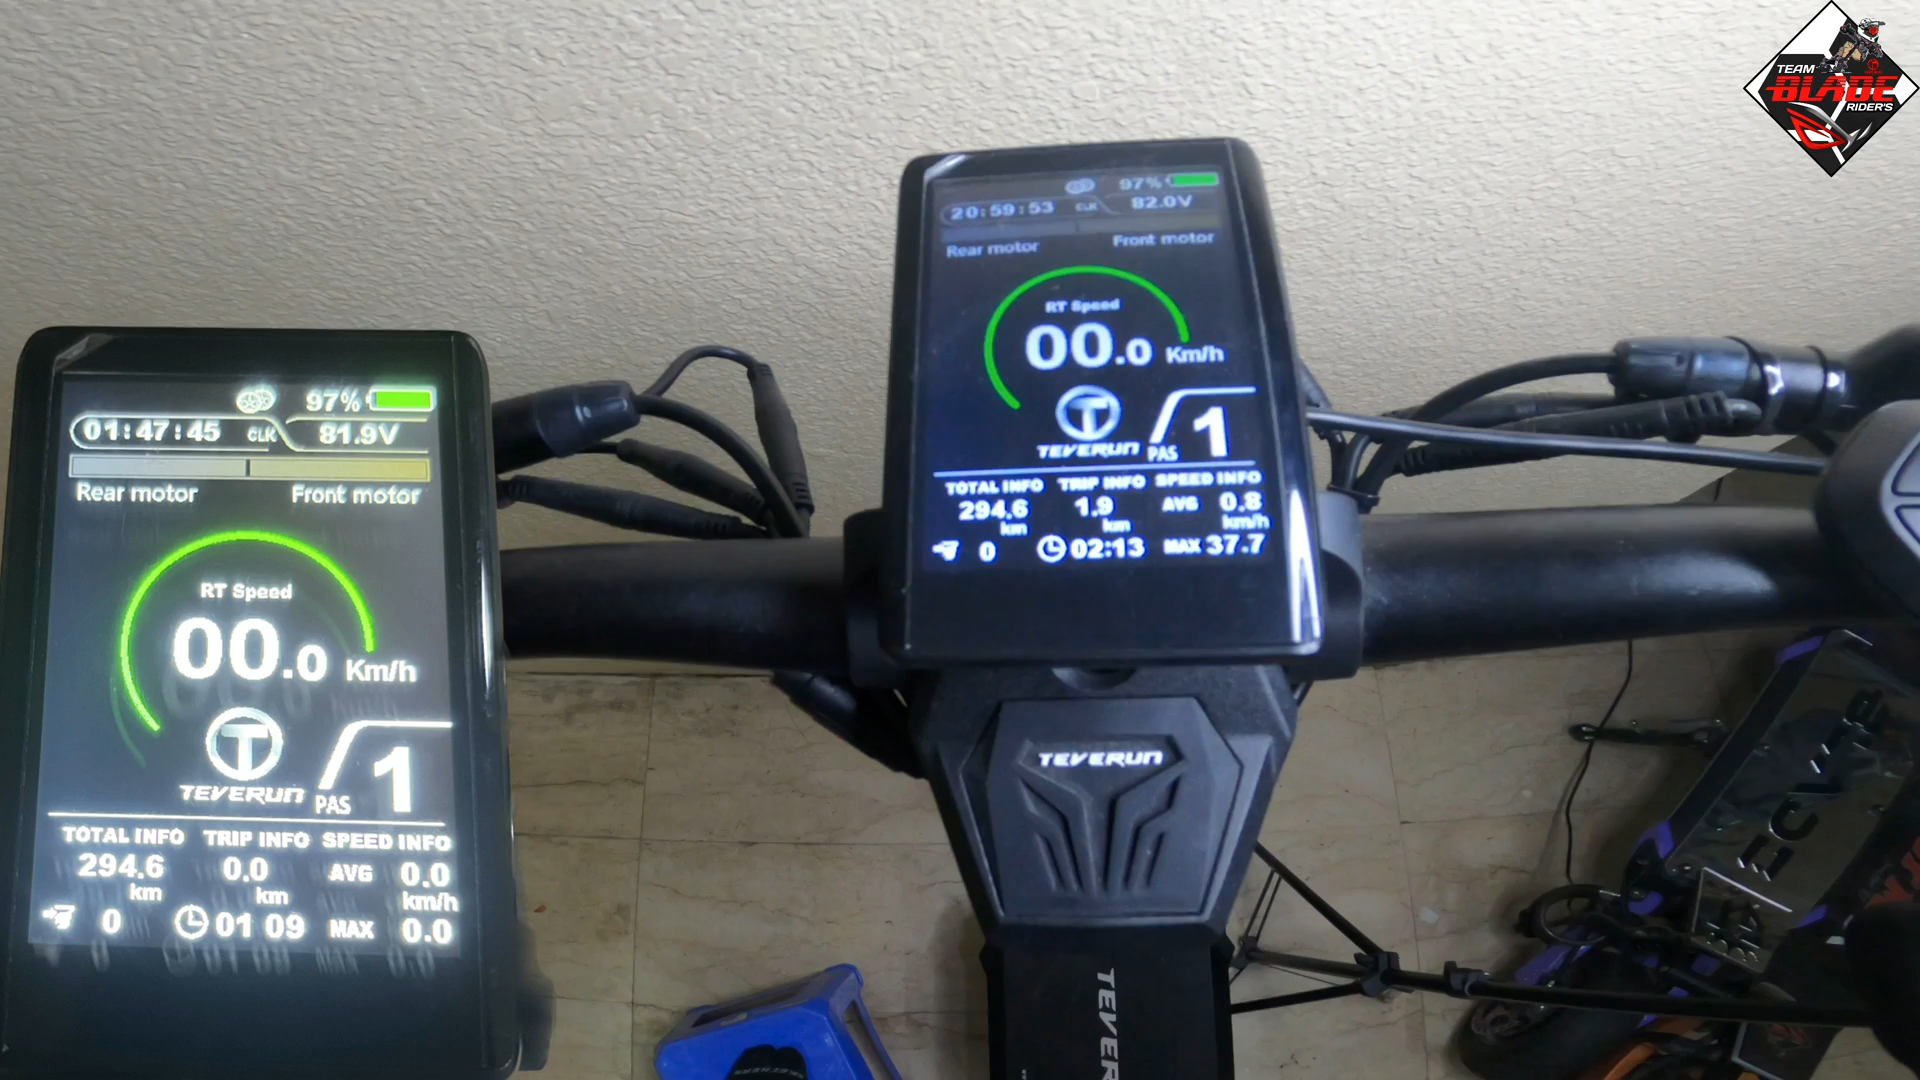 TEAM
BLADE
RIDER'S
97%
01:47:45 CLK 81.9V
Rear motor Front motor
RT Speed
00.0 Km/h
TEVERUN PAS 1
TOTAL INFO TRIP INFO SPEED INFO
294.6 km 0.0 km AVG 0.0 km/h
0 01 09 MAX 0.0
97%
20:59:53 CLK 82.0V
Rear motor Front motor
RT Speed
00.0 Km/h
TEVERUN PAS 1
TOTAL INFO TRIP INFO SPEED INFO
294.6 km 1.9 km AVG 0.8 km/h
0 02:13 MAX 37.7
TEVERUN
TEVER
SKECHERS